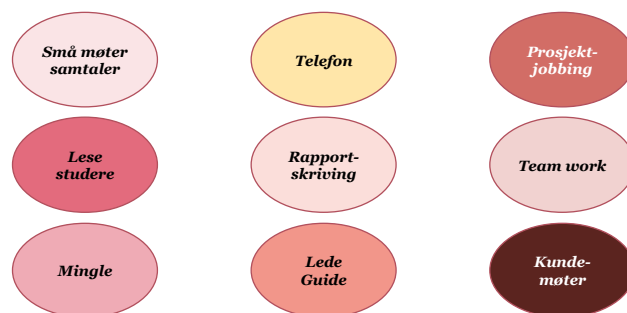 Små møter
samtaler
Telefon
Prosjekt-
jobbing
Lese
studere
Rapport-
skriving
Team work
Mingle
Lede
Guide
Kunde-
møter